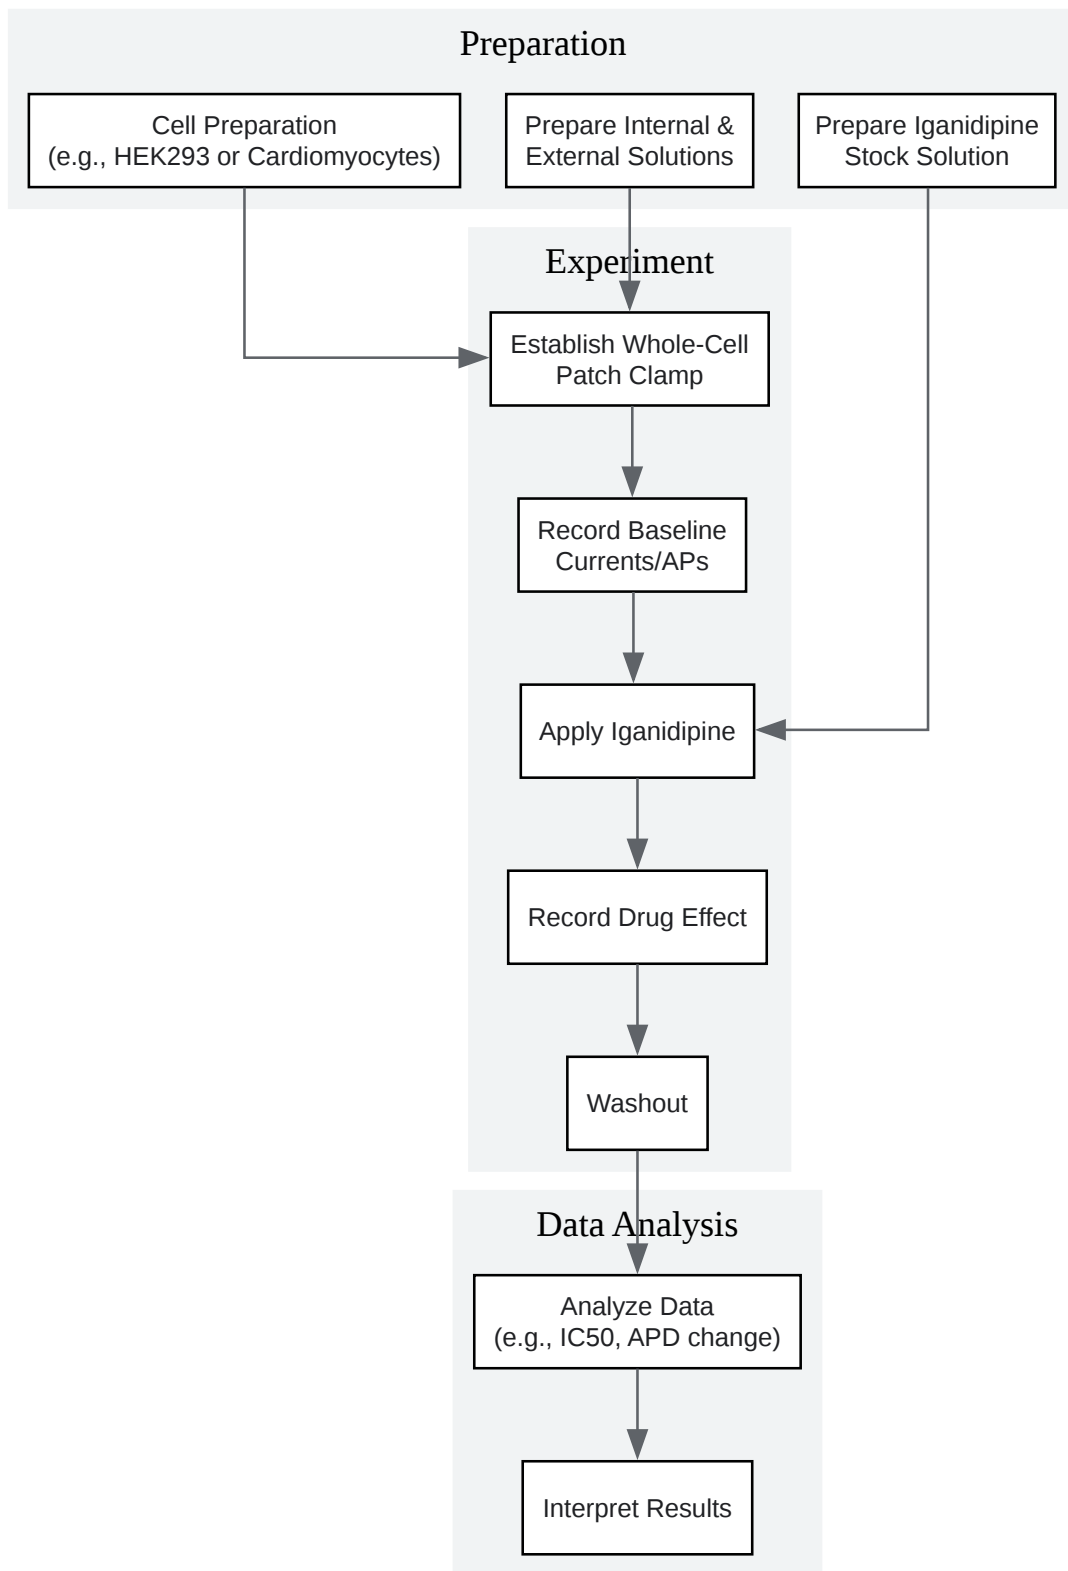 Preparation
Cell Preparation
(e.g., HEK293 or Cardiomyocytes)
Prepare Internal &
External Solutions
Prepare Iganidipine
Stock Solution
Experiment
Establish Whole-Cell
Patch Clamp
Record Baseline
Currents/APs
Apply Iganidipine
Record Drug Effect
Washout
Data Analysis
Analyze Data
(e.g., IC50, APD change)
Interpret Results